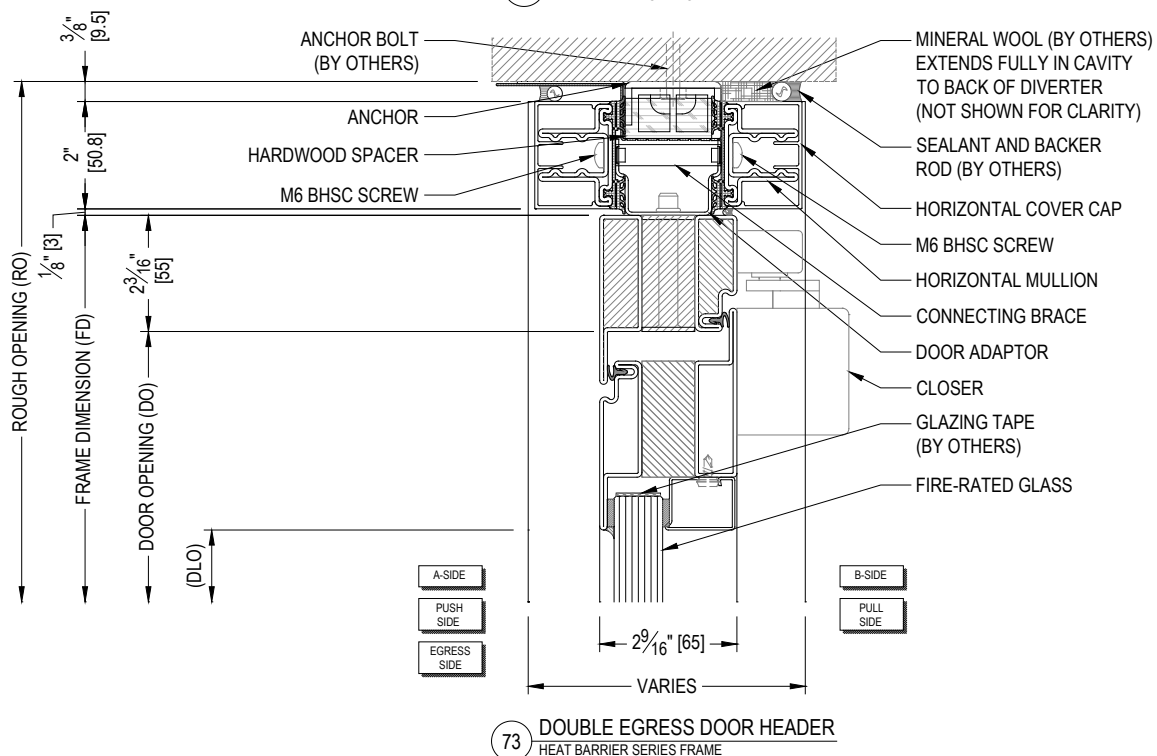 3/8"
[9.5]
2"
[50.8]
1/8" [3]
2 3/16"
[55]
ROUGH OPENING (RO)
FRAME DIMENSION (FD)
DOOR OPENING (DO)
(DLO)
ANCHOR BOLT
(BY OTHERS)
ANCHOR
HARDWOOD SPACER
M6 BHSC SCREW
MINERAL WOOL (BY OTHERS)
EXTENDS FULLY IN CAVITY
TO BACK OF DIVERTER
(NOT SHOWN FOR CLARITY)
SEALANT AND BACKER
ROD (BY OTHERS)
HORIZONTAL COVER CAP
M6 BHSC SCREW
HORIZONTAL MULLION
CONNECTING BRACE
DOOR ADAPTOR
CLOSER
GLAZING TAPE
(BY OTHERS)
FIRE-RATED GLASS
A-SIDE
PUSH
SIDE
EGRESS
SIDE
B-SIDE
PULL
SIDE
2 9/16" [65]
VARIES
73 DOUBLE EGRESS DOOR HEADER
HEAT BARRIER SERIES FRAME